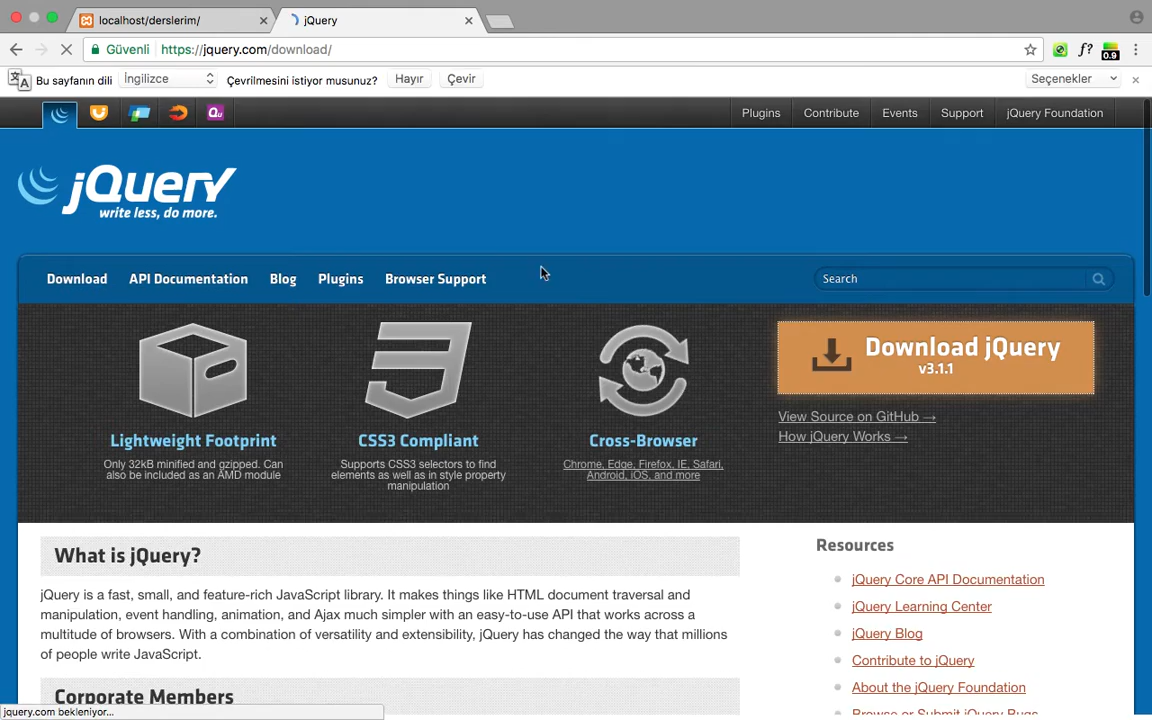 localhost/derslerim/
jQuery
Güvenli
https://jquery.com/download/
0.9
Bu sayfanın dili
İngilizce
Çevrilmesini istiyor musunuz?
Hayır
Çevir
Seçenekler
Plugins
Contribute
Events
Support
jQuery Foundation
jQuery
write less, do more.
Download
API Documentation
Blog
Plugins
Browser Support
Search
Lightweight Footprint
Only 32kB minified and gzipped. Can
also be included as an AMD module
CSS3 Compliant
Supports CSS3 selectors to find
elements as well as in style property
manipulation
Cross-Browser
Chrome, Edge, Firefox, IE, Safari,
Android, iOS, and more
Download jQuery
v3.1.1
View Source on GitHub →
How jQuery Works →
What is jQuery?
jQuery is a fast, small, and feature-rich JavaScript library. It makes things like HTML document traversal and
manipulation, event handling, animation, and Ajax much simpler with an easy-to-use API that works across a
multitude of browsers. With a combination of versatility and extensibility, jQuery has changed the way that millions
of people write JavaScript.
Corporate Members
Resources
jQuery Core API Documentation
jQuery Learning Center
jQuery Blog
Contribute to jQuery
About the jQuery Foundation
Browse or Submit jQuery Bugs
jquery.com bekleniyor...